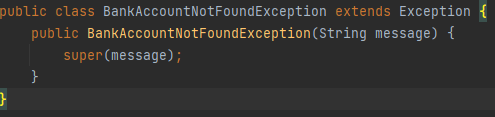 public class BankAccountNotFoundException extends Exception {
    public BankAccountNotFoundException(String message) {
        super(message);
    }
}